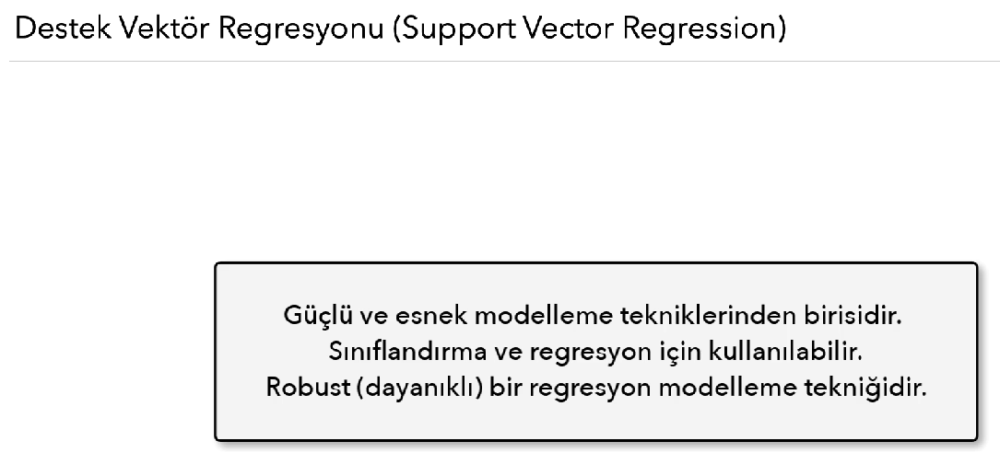 Destek Vektör Regresyonu (Support Vector Regression)
Güçlü ve esnek modelleme tekniklerinden birisidir.
Sınıflandırma ve regresyon için kullanılabilir.
Robust (dayanıklı) bir regresyon modelleme tekniğidir.